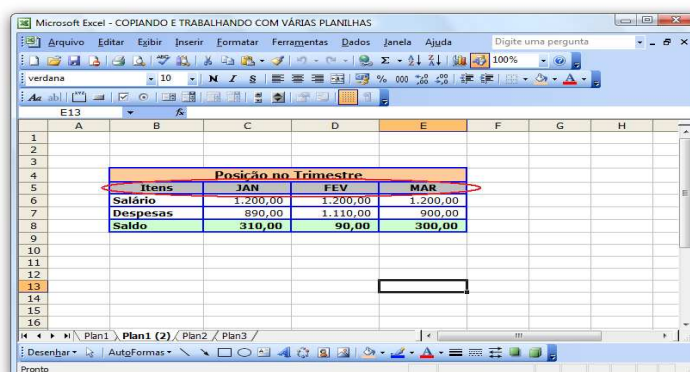 Microsoft Excel - COPIANDO E TRABALHANDO COM VÁRIAS PLANILHAS
Arquivo Editar Exibir Inserir Formatar Ferramentas Dados Janela Ajuda Digite uma pergunta
100%
verdana 10 N I S % 000
Aa ab|
E13 fx
A B C D E F G H
1
2
3
4 Posição no Trimestre
5 Itens JAN FEV MAR
6 Salário 1.200,00 1.200,00 1.200,00
7 Despesas 890,00 1.110,00 900,00
8 Saldo 310,00 90,00 300,00
9
10
11
12
13
14
15
16
Plan1 Plan1 (2) Plan2 Plan3
Desenhar AutoFormas
Pronto